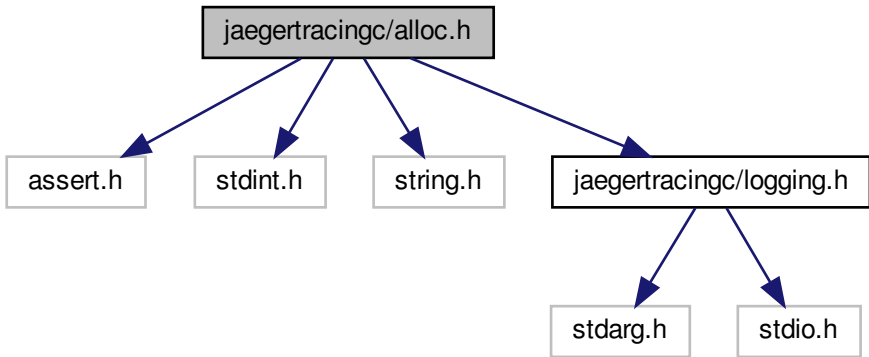 jaegertracingc/alloc.h
assert.h
stdint.h
string.h
jaegertracingc/logging.h
stdarg.h
stdio.h